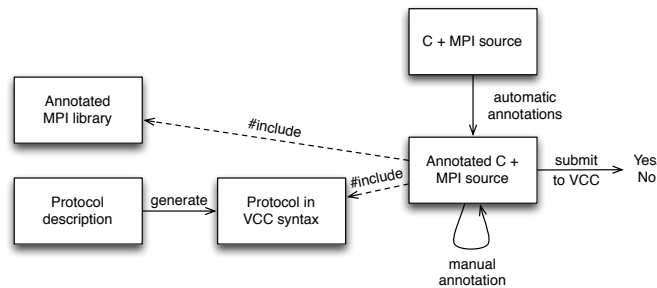 C + MPI source
automatic
annotations
Annotated
MPI library
#include
Annotated C +
MPI source
submit
to VCC
Yes/
No
#include
Protocol
description
generate
Protocol in
VCC syntax
manual
annotation